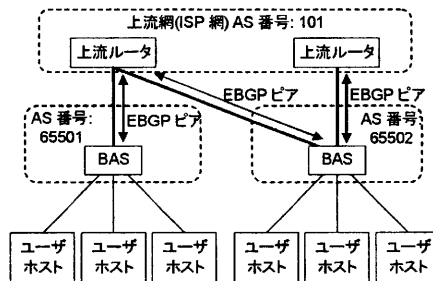 上流網(ISP 網) AS 番号: 101
上流ルータ
上流ルータ
EBGP ピア
EBGP ピア
EBGP ピア
AS 番号:
65501
AS 番号:
65502
BAS
BAS
ユーザ
ホスト
ユーザ
ホスト
ユーザ
ホスト
ユーザ
ホスト
ユーザ
ホスト
ユーザ
ホスト